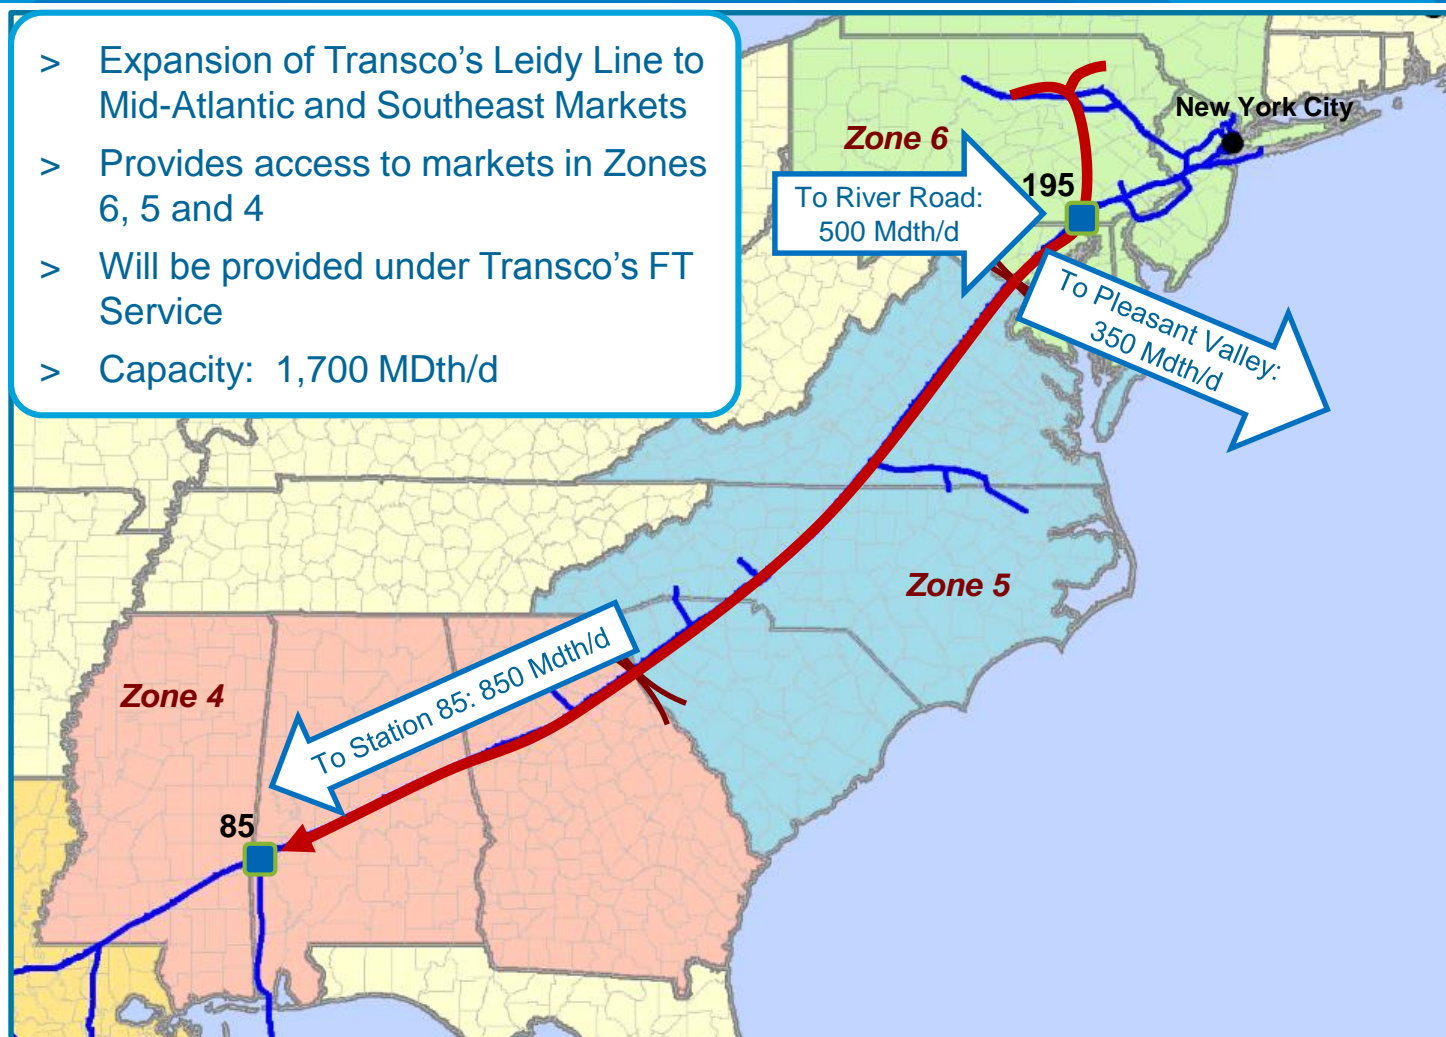 > Expansion of Transco’s Leidy Line to
Mid-Atlantic and Southeast Markets
> Provides access to markets in Zones
6, 5 and 4
> Will be provided under Transco’s FT
Service
> Capacity: 1,700 MDth/d
New York City
Zone 6
195
To River Road:
500 Mdth/d
To Pleasant Valley:
350 Mdth/d
Zone 5
To Station 85: 850 Mdth/d
Zone 4
85